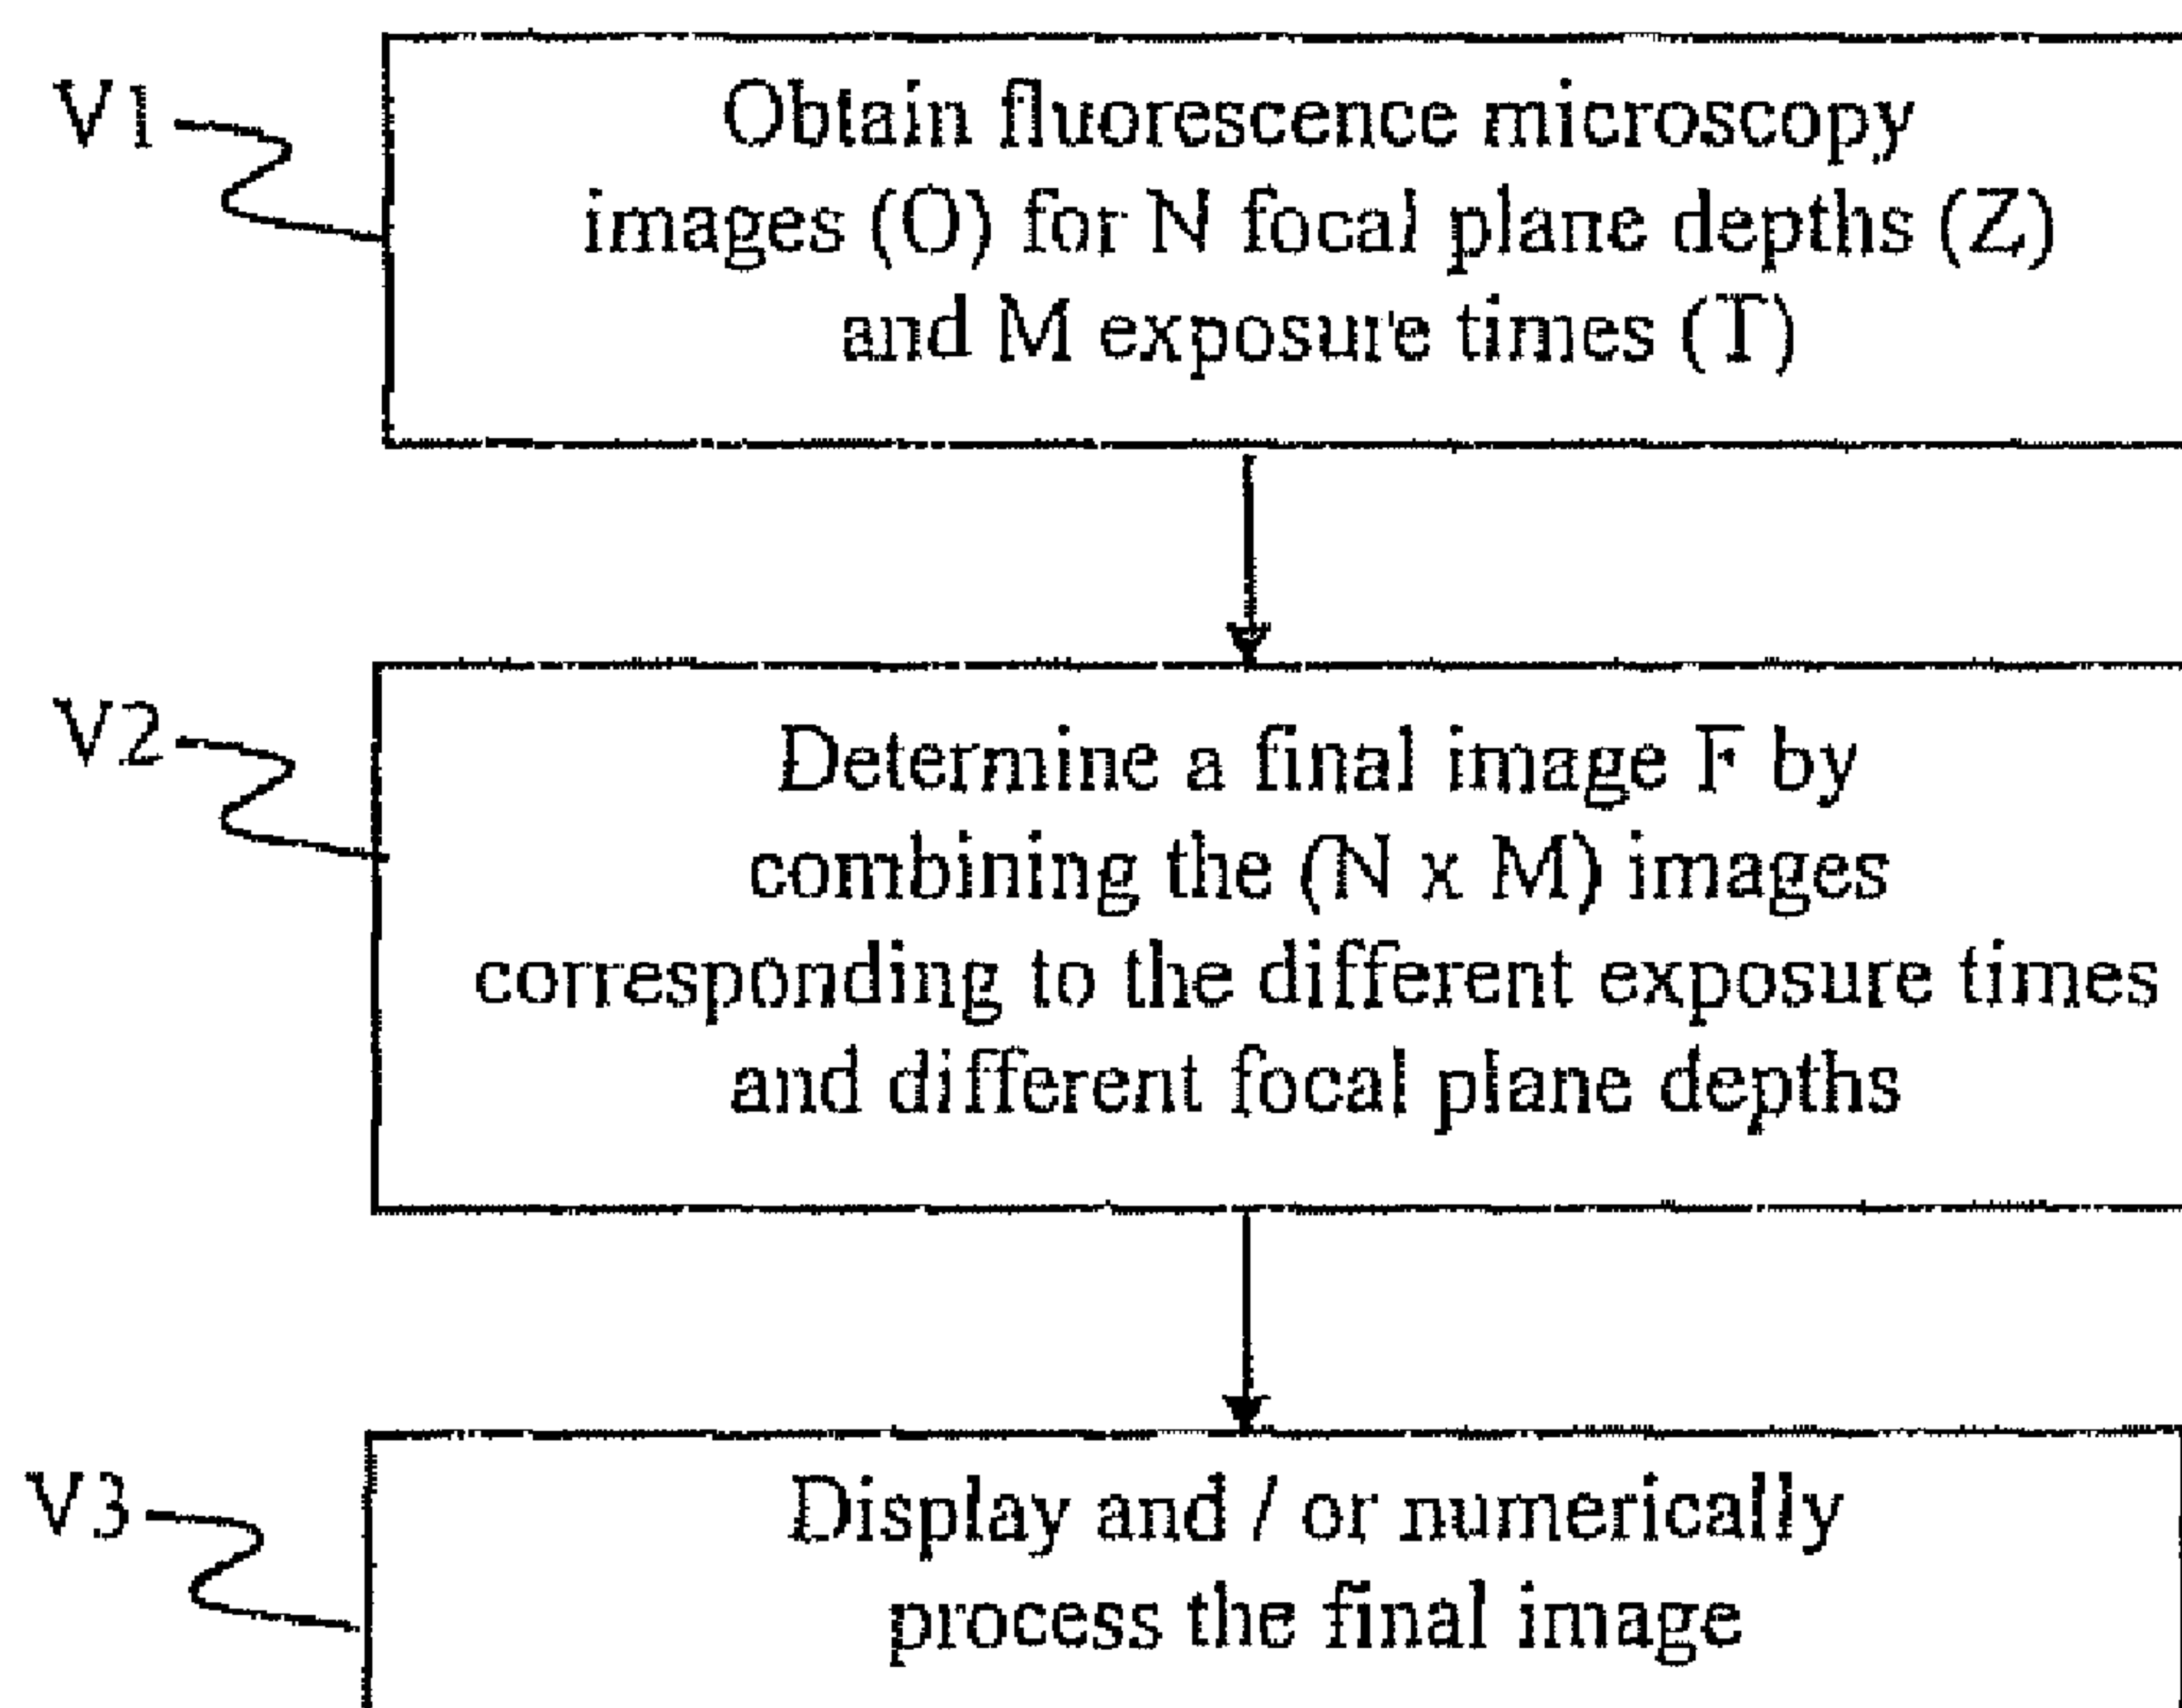 V1
Obtain fluorescence microscopy
images (O) for N focal plane depths (Z)
and M exposure times (T)
V2
Determine a final image F by
combining the (N x M) images
corresponding to the different exposure times
and different focal plane depths
V3
Display and / or numerically
process the final image